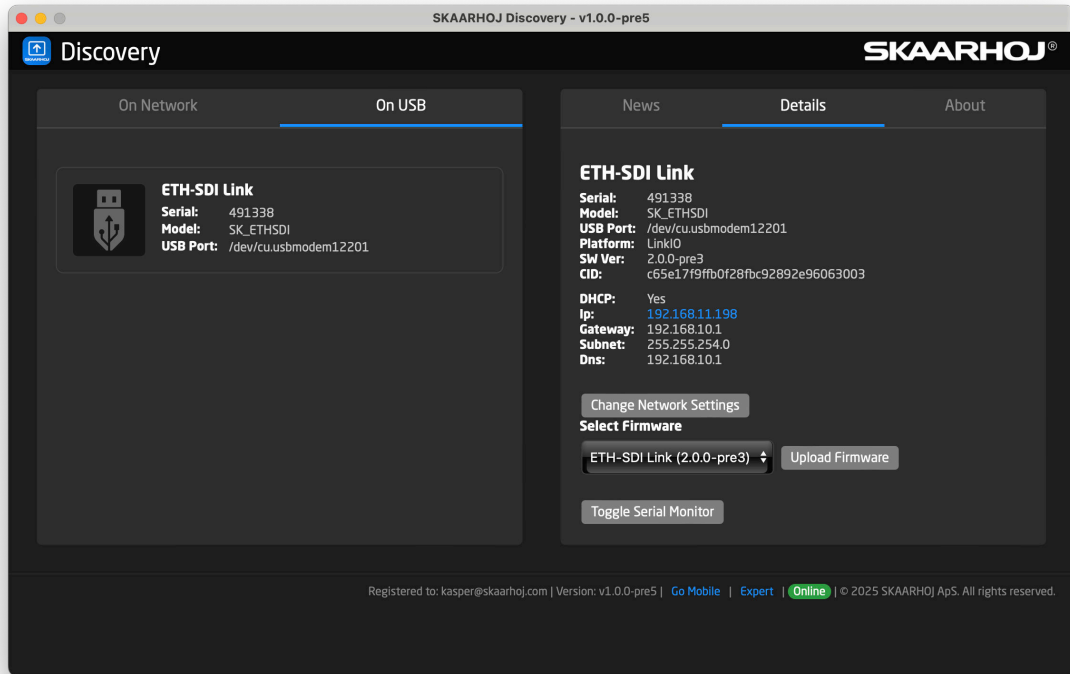 SKAARHOJ Discovery - v1.0.0-pre5
SKAARHOJ
Discovery
SKAARHOJ®
On Network
On USB
ETH-SDI Link
Serial: 491338
Model: SK_ETHSDI
USB Port: /dev/cu.usbmodem12201
News
Details
About
ETH-SDI Link
Serial: 491338
Model: SK_ETHSDI
USB Port: /dev/cu.usbmodem12201
Platform: LinkIO
SW Ver: 2.0.0-pre3
CID: c65e17f9ffb0f28fbc92892e96063003
DHCP: Yes
Ip: 192.168.11.198
Gateway: 192.168.10.1
Subnet: 255.255.254.0
Dns: 192.168.10.1
Change Network Settings
Select Firmware
ETH-SDI Link (2.0.0-pre3)
Upload Firmware
Toggle Serial Monitor
Registered to: kasper@skaarhoj.com | Version: v1.0.0-pre5 | Go Mobile | Expert | Online | © 2025 SKAARHOJ ApS. All rights reserved.